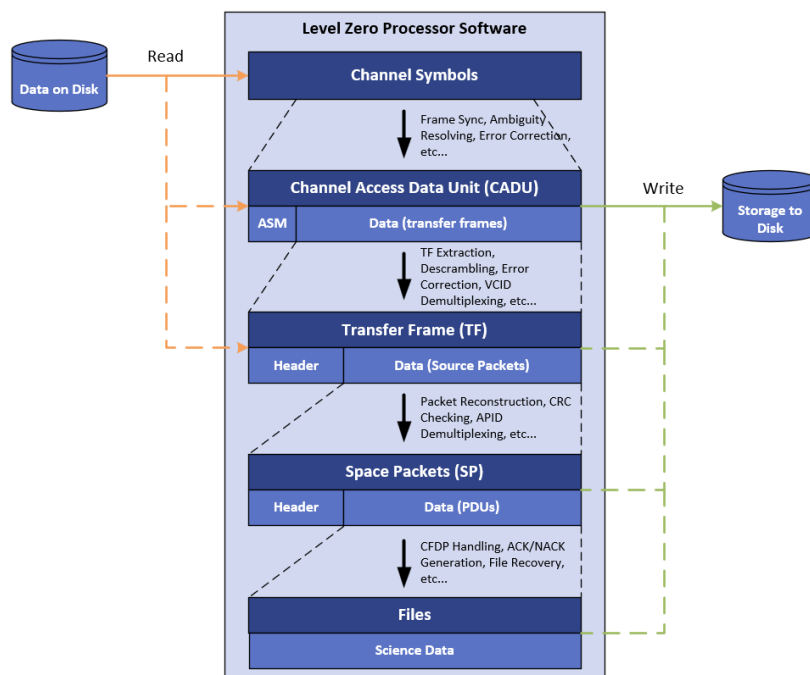 Level Zero Processor Software
Read
Data on Disk
Channel Symbols
Frame Sync, Ambiguity
Resolving, Error Correction,
etc...
Channel Access Data Unit (CADU)
Write
ASM
Data (transfer frames)
Storage to
Disk
TF Extraction,
Descrambling, Error
Correction, VCID
Demultiplexing, etc...
Transfer Frame (TF)
Header
Data (Source Packets)
Packet Reconstruction, CRC
Checking, APID
Demultiplexing, etc...
Space Packets (SP)
Header
Data (PDUs)
CFDP Handling, ACK/NACK
Generation, File Recovery,
etc...
Files
Science Data